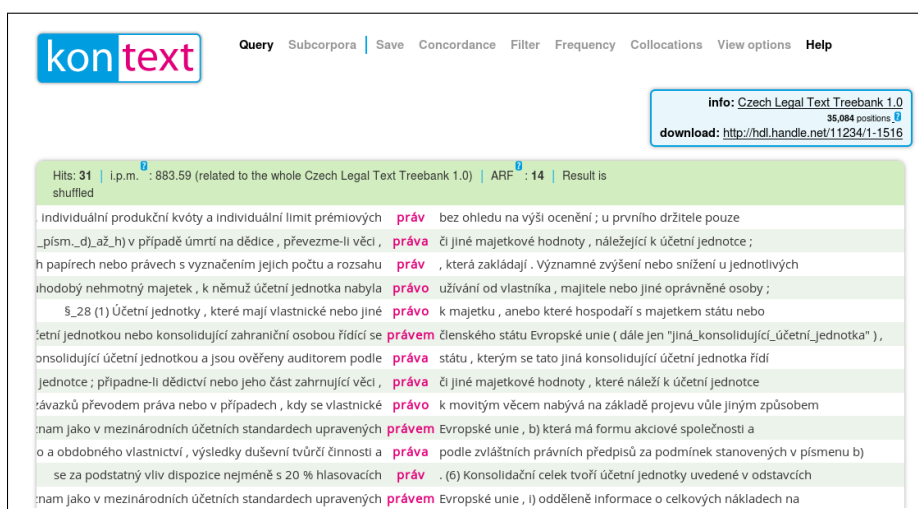 kontext
Query Subcorpora | Save Concordance Filter Frequency Collocations View options Help
info: Czech Legal Text Treebank 1.0
35,084 positions ?
download: http://hdl.handle.net/11234/1-1516
Hits: 31 | i.p.m. ? : 883.59 (related to the whole Czech Legal Text Treebank 1.0) | ARF ? : 14 | Result is
shuffled
, individuální produkční kvóty a individuální limit prémiových práv bez ohledu na výši ocenění ; u prvního držitele pouze
_písm._d)_až_h) v případě úmrtí na dědice , převezme-li věci , práva či jiné majetkové hodnoty , náležející k účetní jednotce ;
h papírech nebo právech s vyznačením jejich počtu a rozsahu práv , která zakládají . Významné zvýšení nebo snížení u jednotlivých
uhodobý nehmotný majetek , k němuž účetní jednotka nabyla právo užívání od vlastníka , majitele nebo jiné oprávněné osoby ;
§_28 (1) Účetní jednotky , které mají vlastnické nebo jiné právo k majetku , anebo které hospodaří s majetkem státu nebo
četní jednotkou nebo konsolidující zahraniční osobou řídící se právem členského státu Evropské unie ( dále jen "jiná_konsolidující_účetní_jednotka" ) ,
onsolidující účetní jednotkou a jsou ověřeny auditorem podle práva státu , kterým se tato jiná konsolidující účetní jednotka řídí
jednotce ; připadne-li dědictví nebo jeho část zahrnující věci , práva či jiné majetkové hodnoty , které náleží k účetní jednotce
závazků převodem práva nebo v případech , kdy se vlastnické právo k movitým věcem nabývá na základě projevu vůle jiným způsobem
znam jako v mezinárodních účetních standardech upravených právem Evropské unie , b) která má formu akciové společnosti a
o a obdobného vlastnictví , výsledky duševní tvůrčí činnosti a práva podle zvláštních právních předpisů za podmínek stanovených v písmenu b)
se za podstatný vliv dispozice nejméně s 20 % hlasovacích práv . (6) Konsolidační celek tvoří účetní jednotky uvedené v odstavcích
znam jako v mezinárodních účetních standardech upravených právem Evropské unie , i) odděleně informace o celkových nákladech na